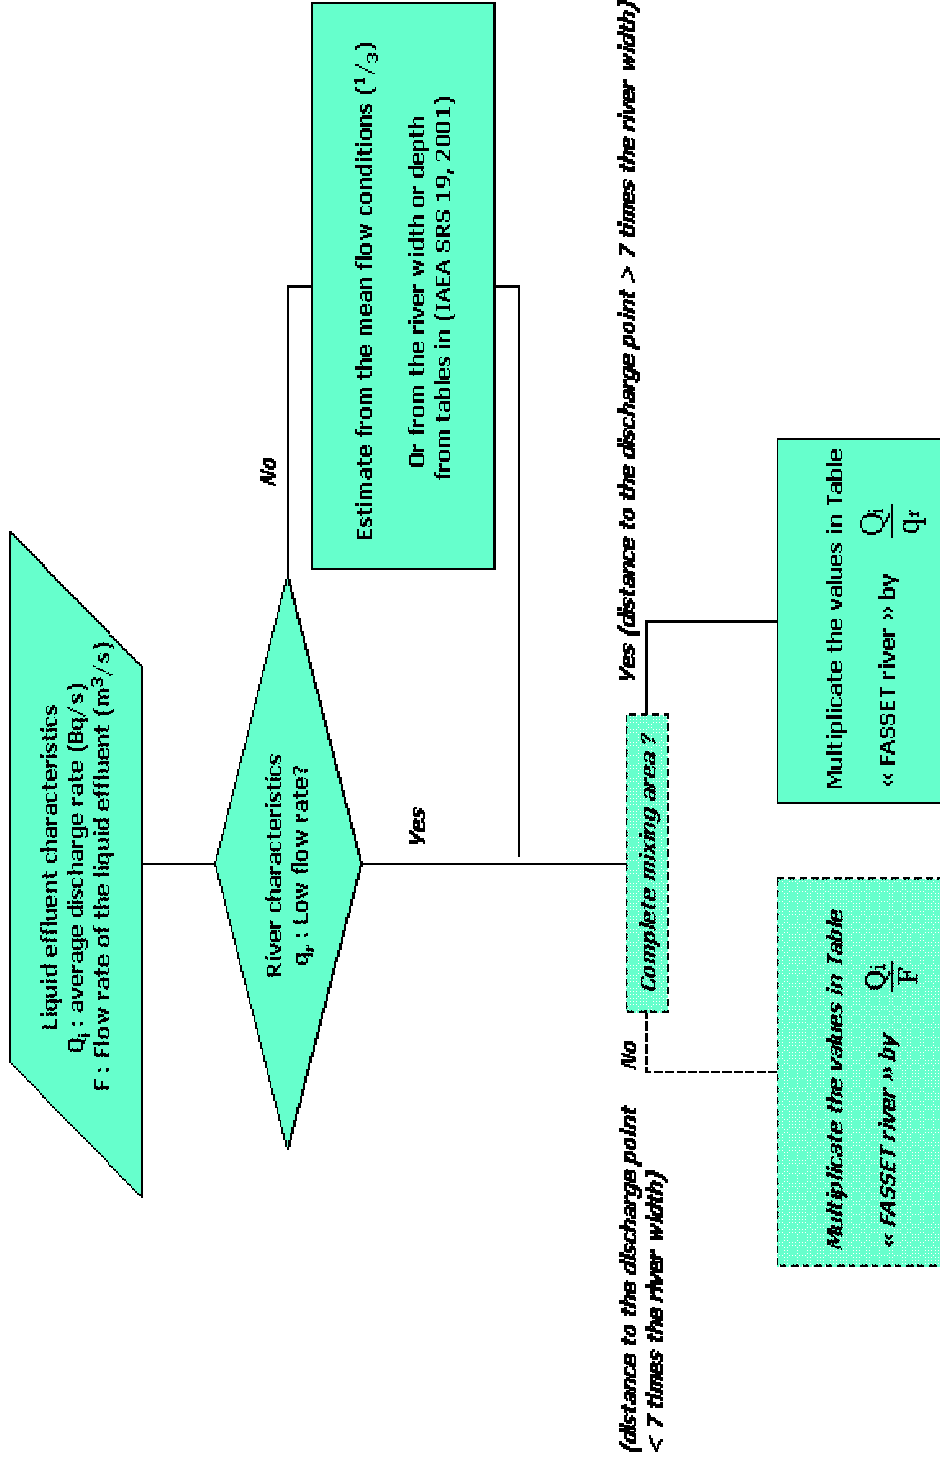 Liquid effluent characteristics
Qi : average discharge rate (Bq/s)
F : Flow rate of the liquid effluent (m³/s)
River characteristics
qr : Low flow rate?
No
Estimate from the mean flow conditions (1/3)
Or from the river width or depth
from tables in (IAEA SRS 19, 2001)
Yes
Complete mixing area ?
No
(distance to the discharge point
< 7 times the river width)
Yes (distance to the discharge point > 7 times the river width)
Multiplicate the values in Table
« FASSET river » by Qi/F
Multiplicate the values in Table
« FASSET river » by Qi/qr